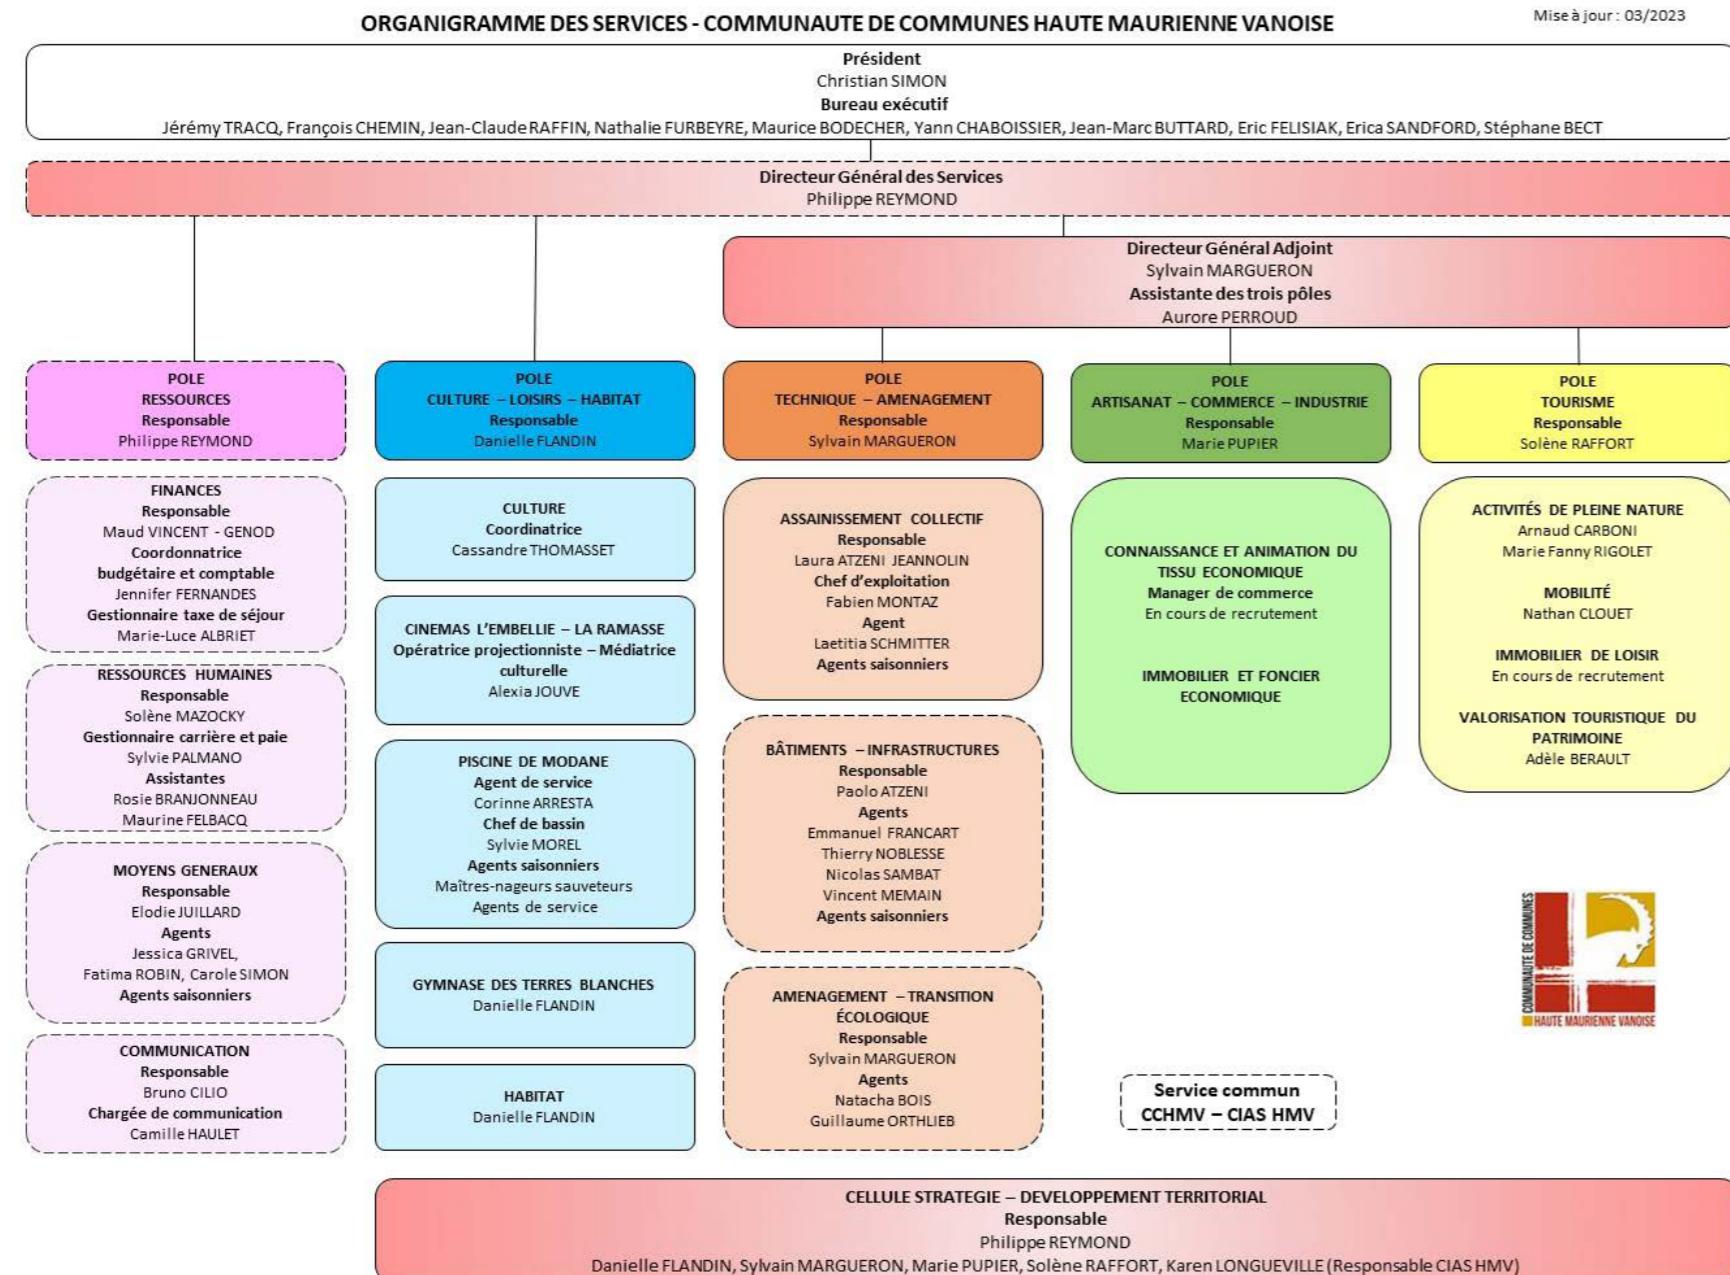 ORGANIGRAMME DES SERVICES - COMMUNAUTE DE COMMUNES HAUTE MAURIENNE VANOISE
Mise à jour : 03/2023
Président
Christian SIMON
Bureau exécutif
Jérémy TRACQ, François CHEMIN, Jean-Claude RAFFIN, Nathalie FURBEYRE, Maurice BODECHER, Yann CHABOISSIER, Jean-Marc BUTTARD, Eric FELISIAK, Erica SANDFORD, Stéphane BECT
Directeur Général des Services
Philippe REYMOND
Directeur Général Adjoint
Sylvain MARGUERON
Assistante des trois pôles
Aurore PERROUD
POLE
RESSOURCES
Responsable
Philippe REYMOND
FINANCES
Responsable
Maud VINCENT - GENOD
Coordonnatrice
budgétaire et comptable
Jennifer FERNANDES
Gestionnaire taxe de séjour
Marie-Luce ALBRIET
RESSOURCES HUMAINES
Responsable
Solène MAZOCKY
Gestionnaire carrière et paie
Sylvie PALMANO
Assistantes
Rosie BRANJONNEAU
Maurine FELBACQ
MOYENS GENERAUX
Responsable
Elodie JUILLARD
Agents
Jessica GRIVEL,
Fatima ROBIN, Carole SIMON
Agents saisonniers
COMMUNICATION
Responsable
Bruno CILIO
Chargée de communication
Camille HAULET
POLE
CULTURE – LOISIRS – HABITAT
Responsable
Danielle FLANDIN
CULTURE
Coordinatrice
Cassandre THOMASSET
CINEMAS L'EMBELLIE – LA RAMASSE
Opératrice projectionniste – Médiatrice
culturelle
Alexia JOUVE
PISCINE DE MODANE
Agent de service
Corinne ARRESTA
Chef de bassin
Sylvie MOREL
Agents saisonniers
Maîtres-nageurs sauveteurs
Agents de service
GYMNASE DES TERRES BLANCHES
Danielle FLANDIN
HABITAT
Danielle FLANDIN
POLE
TECHNIQUE – AMENAGEMENT
Responsable
Sylvain MARGUERON
ASSAINISSEMENT COLLECTIF
Responsable
Laura ATZENI JEANNOLIN
Chef d'exploitation
Fabien MONTAZ
Agent
Laetitia SCHMITTER
Agents saisonniers
BÂTIMENTS – INFRASTRUCTURES
Responsable
Paolo ATZENI
Agents
Emmanuel FRANCART
Thierry NOBLESSE
Nicolas SAMBAT
Vincent MEMAIN
Agents saisonniers
AMENAGEMENT – TRANSITION
ÉCOLOGIQUE
Responsable
Sylvain MARGUERON
Agents
Natacha BOIS
Guillaume ORTHLIEB
POLE
ARTISANAT – COMMERCE – INDUSTRIE
Responsable
Marie PUPIER
CONNAISSANCE ET ANIMATION DU
TISSU ECONOMIQUE
Manager de commerce
En cours de recrutement
IMMOBILIER ET FONCIER
ECONOMIQUE
POLE
TOURISME
Responsable
Solène RAFFORT
ACTIVITÉS DE PLEINE NATURE
Arnaud CARBONI
Marie Fanny RIGOLET
MOBILITÉ
Nathan CLOUET
IMMOBILIER DE LOISIR
En cours de recrutement
VALORISATION TOURISTIQUE DU
PATRIMOINE
Adèle BERAULT
COMMUNAUTE DE COMMUNES
HAUTE MAURIENNE VANOISE
Service commun
CCHMV – CIAS HMV
CELLULE STRATEGIE – DEVELOPPEMENT TERRITORIAL
Responsable
Philippe REYMOND
Danielle FLANDIN, Sylvain MARGUERON, Marie PUPIER, Solène RAFFORT, Karen LONGUEVILLE (Responsable CIAS HMV)